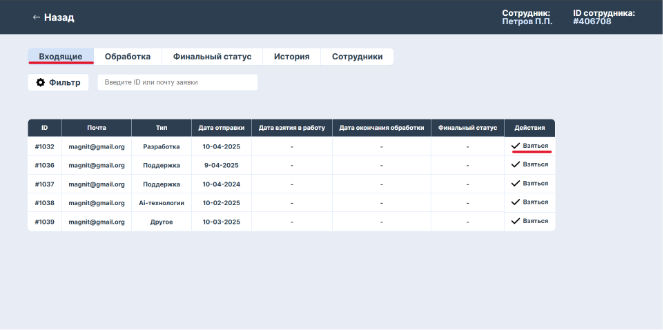 ← Назад
Сотрудник: ID сотрудника:
Петров П.П. #406708
Входящие Обработка Финальный статус История Сотрудники
Фильтр Введите ID или почту заявки
ID Почта Тип Дата отправки Дата взятия в работу Дата окончания обработки Финальный статус Действия
#1032 magnit@gmail.org Разработка 10-04-2025 - - - Взяться
#1036 magnit@gmail.org Поддержка 9-04-2025 - - - Взяться
#1037 magnit@gmail.org Поддержка 10-04-2024 - - - Взяться
#1038 magnit@gmail.org Ai-технологии 10-02-2025 - - - Взяться
#1039 magnit@gmail.org Другое 10-03-2025 - - - Взяться